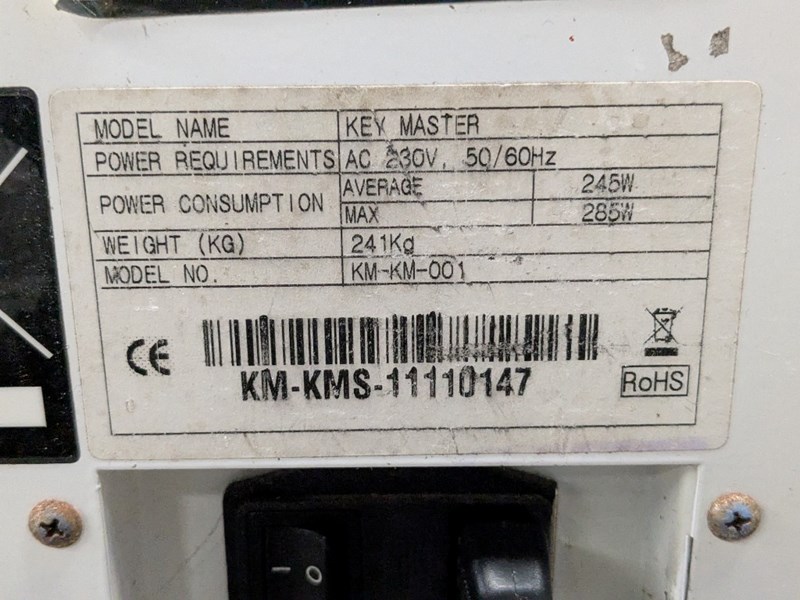 MODEL NAME KEY MASTER
POWER REQUIREMENTS AC 230V, 50/60Hz
POWER CONSUMPTION AVERAGE 245W
MAX 285W
WEIGHT (KG) 241Kg
MODEL NO. KM-KM-001
CE
KM-KMS-11110147
RoHS